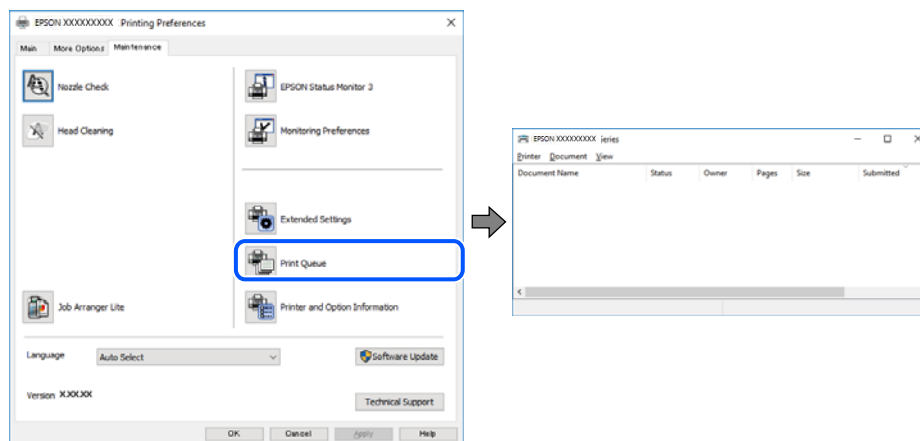 EPSON XXXXXXXXX Printing Preferences
Main More Options Maintenance
Nozzle Check
EPSON Status Monitor 3
Head Cleaning
Monitoring Preferences
Extended Settings
Print Queue
Job Arranger Lite
Printer and Option Information
Language Auto Select Software Update
Version X.XX.XX
Technical Support
OK Cancel Apply Help
EPSON XXXXXXXXX ieries
Printer Document View
Document Name Status Owner Pages Size Submitted